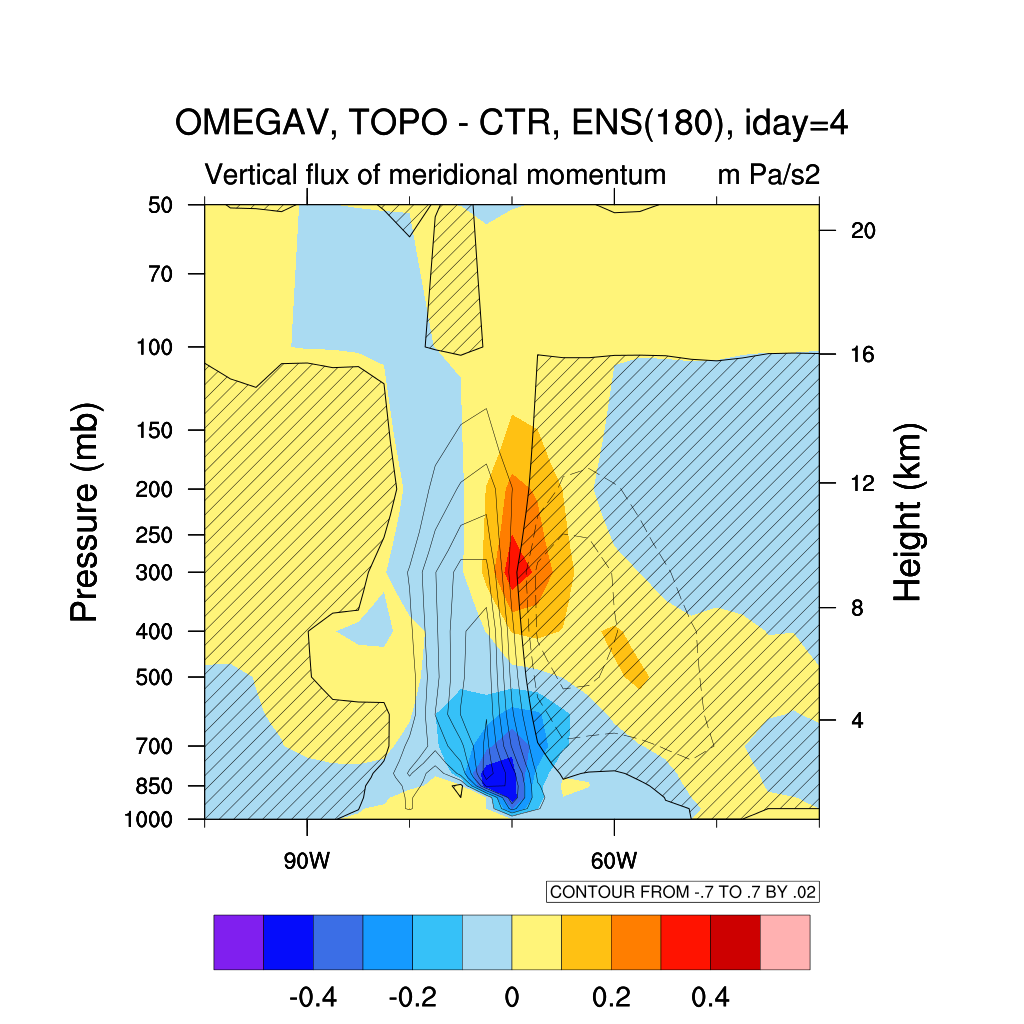 OMEGAV, TOPO - CTR, ENS(180), iday=4
Vertical flux of meridional momentum m Pa/s2
50
70
100
150
200
250
300
400
500
700
850
1000
Pressure (mb)
20
16
12
8
4
Height (km)
90W 60W
CONTOUR FROM -.7 TO .7 BY .02
-0.4 -0.2 0 0.2 0.4